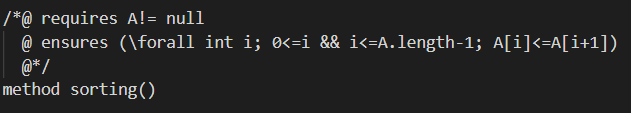 /*@ requires A!= null
@ ensures (\forall int i; 0<=i && i<=A.length-1; A[i]<=A[i+1])
@*/
method sorting()